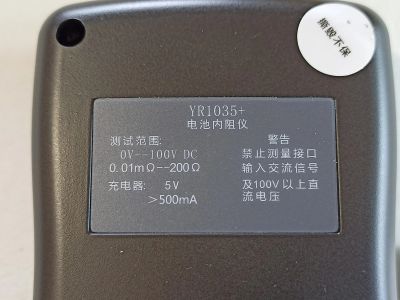 撕毁不保
YR1035+
电池内阻仪
测试范围:
0V--100V DC
0.01mΩ--200Ω
充电器: 5V
>500mA
警告
禁止测量接口
输入交流信号
及100V以上直
流电压